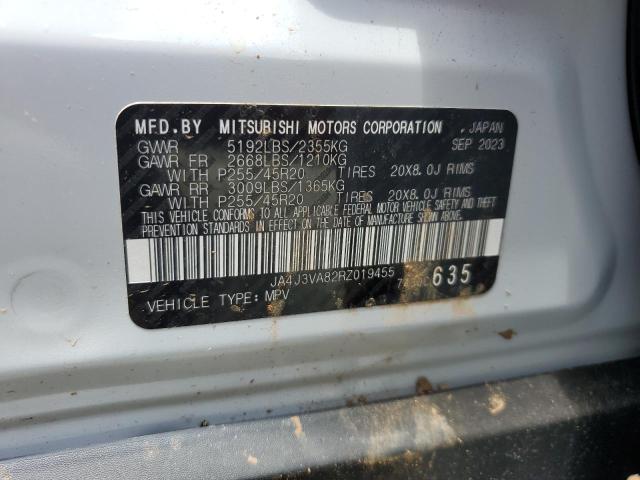 MFD.BY MITSUBISHI MOTORS CORPORATION , JAPAN
GVWR 5192LBS/2355KG SEP 2023
GAWR FR 2668LBS/1210KG
WITH P255/45R20 TIRES 20X8.0J RIMS
GAWR RR 3009LBS/1365KG
WITH P255/45R20 TIRES 20X8.0J RIMS
THIS VEHICLE CONFORMS TO ALL APPLICABLE FEDERAL MOTOR VEHICLE SAFETY AND THEFT
PREVENTION STANDARDS IN EFFECT ON THE DATE OF MANUFACTURE SHOWN ABOVE.
JA4J3VA82RZ019455 635
VEHICLE TYPE: MPV